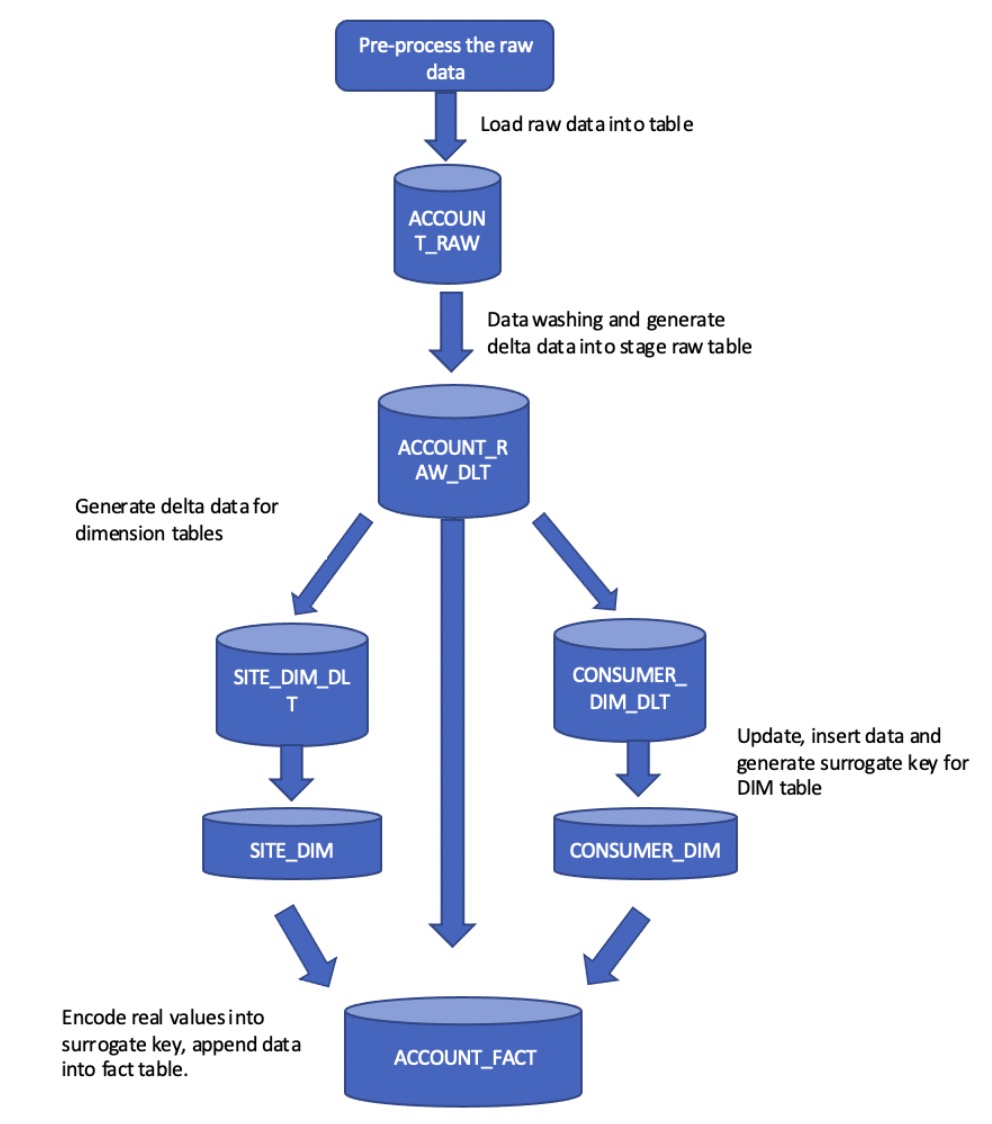 Pre-process the raw
data
Load raw data into table
ACCOUN
T_RAW
Data washing and generate
delta data into stage raw table
ACCOUNT_R
AW_DLT
Generate delta data for
dimension tables
SITE_DIM_DL
T
CONSUMER_
DIM_DLT
Update, insert data and
generate surrogate key for
DIM table
SITE_DIM
CONSUMER_DIM
Encode real values into
surrogate key, append data
into fact table.
ACCOUNT_FACT